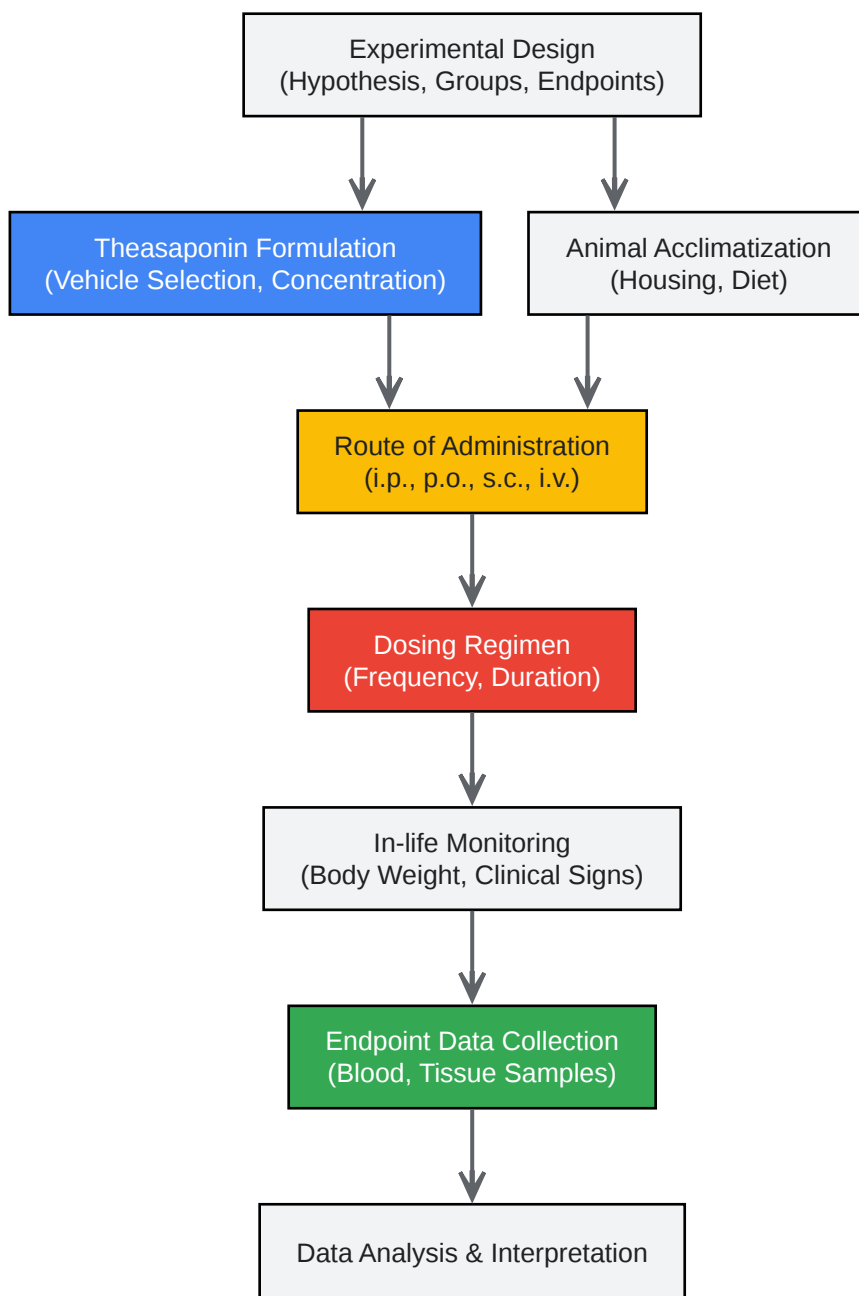 Experimental Design
(Hypothesis, Groups, Endpoints)
Theasaponin Formulation
(Vehicle Selection, Concentration)
Animal Acclimatization
(Housing, Diet)
Route of Administration
(i.p., p.o., s.c., i.v.)
Dosing Regimen
(Frequency, Duration)
In-life Monitoring
(Body Weight, Clinical Signs)
Endpoint Data Collection
(Blood, Tissue Samples)
Data Analysis & Interpretation